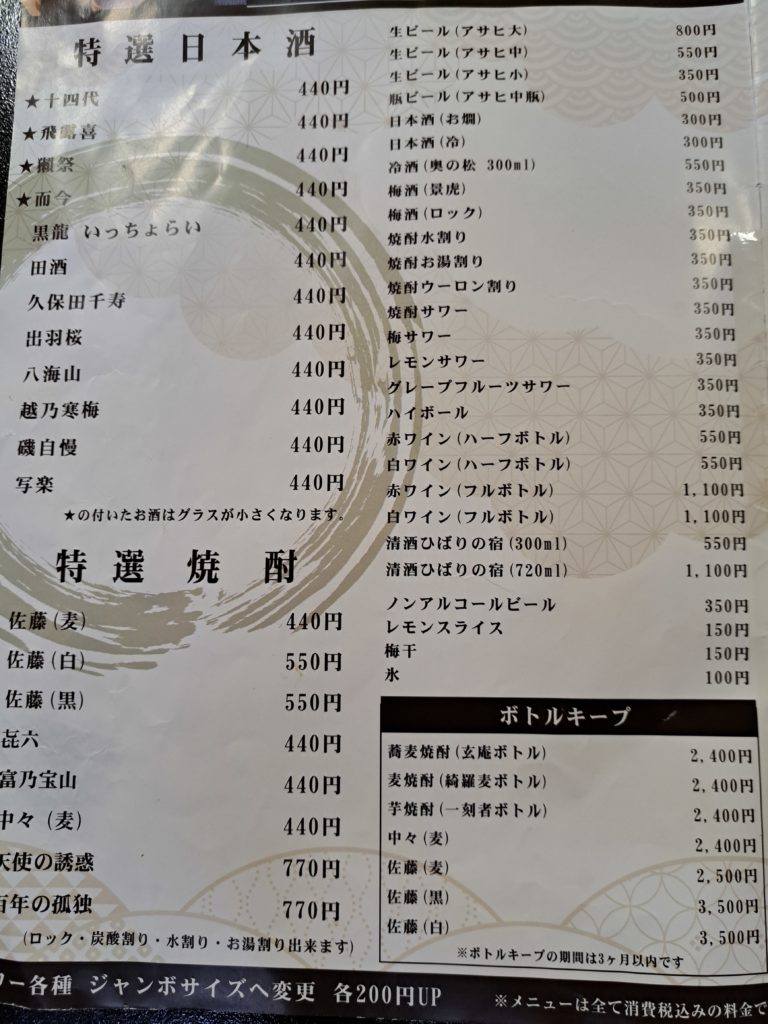 特選日本酒
★十四代 440円
★飛露喜 440円
★獺祭 440円
★而今 440円
黒龍 いっちょらい 440円
田酒 440円
久保田千寿 440円
出羽桜 440円
八海山 440円
越乃寒梅 440円
磯自慢 440円
写楽 440円
★の付いたお酒はグラスが小さくなります。
特選焼酎
佐藤(麦) 440円
佐藤(白) 550円
佐藤(黒) 550円
㐂六 440円
富乃宝山 440円
中々(麦) 440円
天使の誘惑 770円
百年の孤独 770円
(ロック・炭酸割り・水割り・お湯割り出来ます)
生ビール(アサヒ大) 800円
生ビール(アサヒ中) 550円
生ビール(アサヒ小) 350円
瓶ビール(アサヒ中瓶) 500円
日本酒(お燗) 300円
日本酒(冷) 300円
冷酒(奥の松 300ml) 550円
梅酒(景虎) 350円
梅酒(ロック) 350円
焼酎水割り 350円
焼酎お湯割り 350円
焼酎ウーロン割り 350円
焼酎サワー 350円
梅サワー 350円
レモンサワー 350円
グレープフルーツサワー 350円
ハイボール 350円
赤ワイン(ハーフボトル) 550円
白ワイン(ハーフボトル) 550円
赤ワイン(フルボトル) 1,100円
白ワイン(フルボトル) 1,100円
清酒ひばりの宿(300ml) 550円
清酒ひばりの宿(720ml) 1,100円
ノンアルコールビール 350円
レモンスライス 150円
梅干 150円
氷 100円
ボトルキープ
蕎麦焼酎(玄庵ボトル) 2,400円
麦焼酎(綺羅麦ボトル) 2,400円
芋焼酎(一刻者ボトル) 2,400円
中々(麦) 2,400円
佐藤(麦) 2,500円
佐藤(黒) 3,500円
佐藤(白) 3,500円
※ボトルキープの期間は3ヶ月以内です
ワー各種 ジャンボサイズへ変更 各200円UP
※メニューは全て消費税込みの料金で